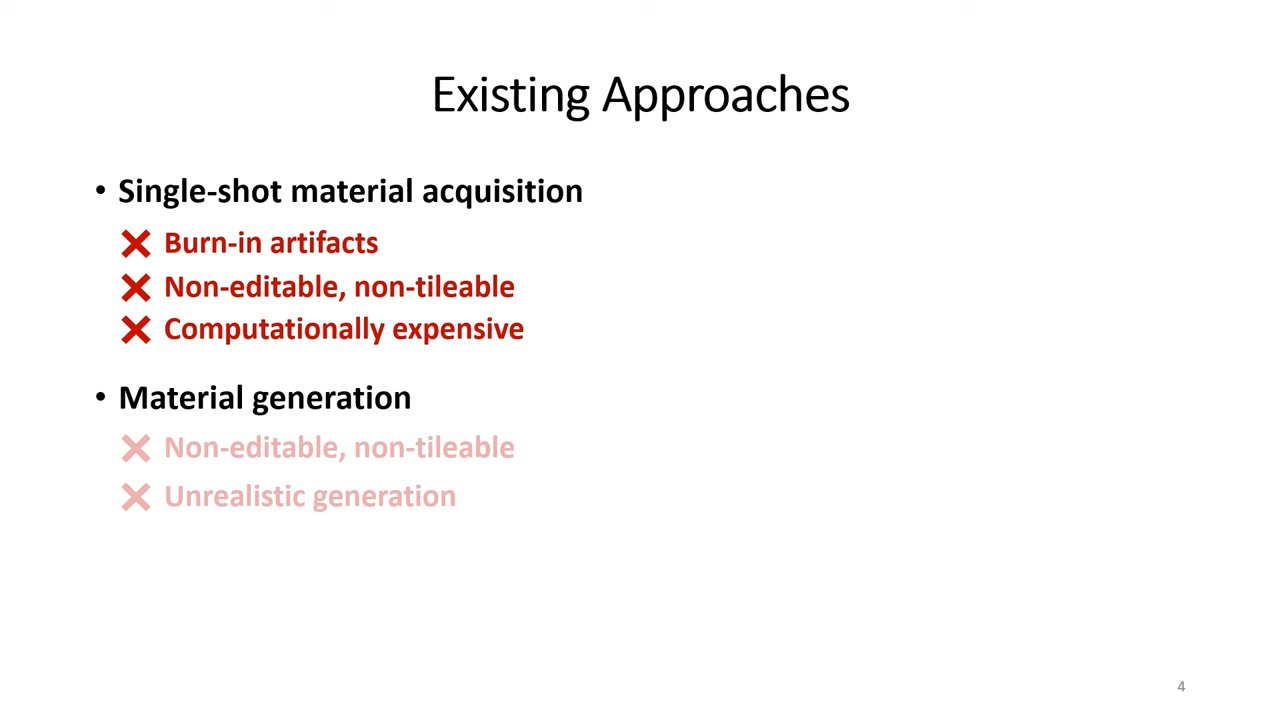 Existing Approaches
• Single-shot material acquisition
❌ Burn-in artifacts
❌ Non-editable, non-tileable
❌ Computationally expensive
• Material generation
❌ Non-editable, non-tileable
❌ Unrealistic generation
4